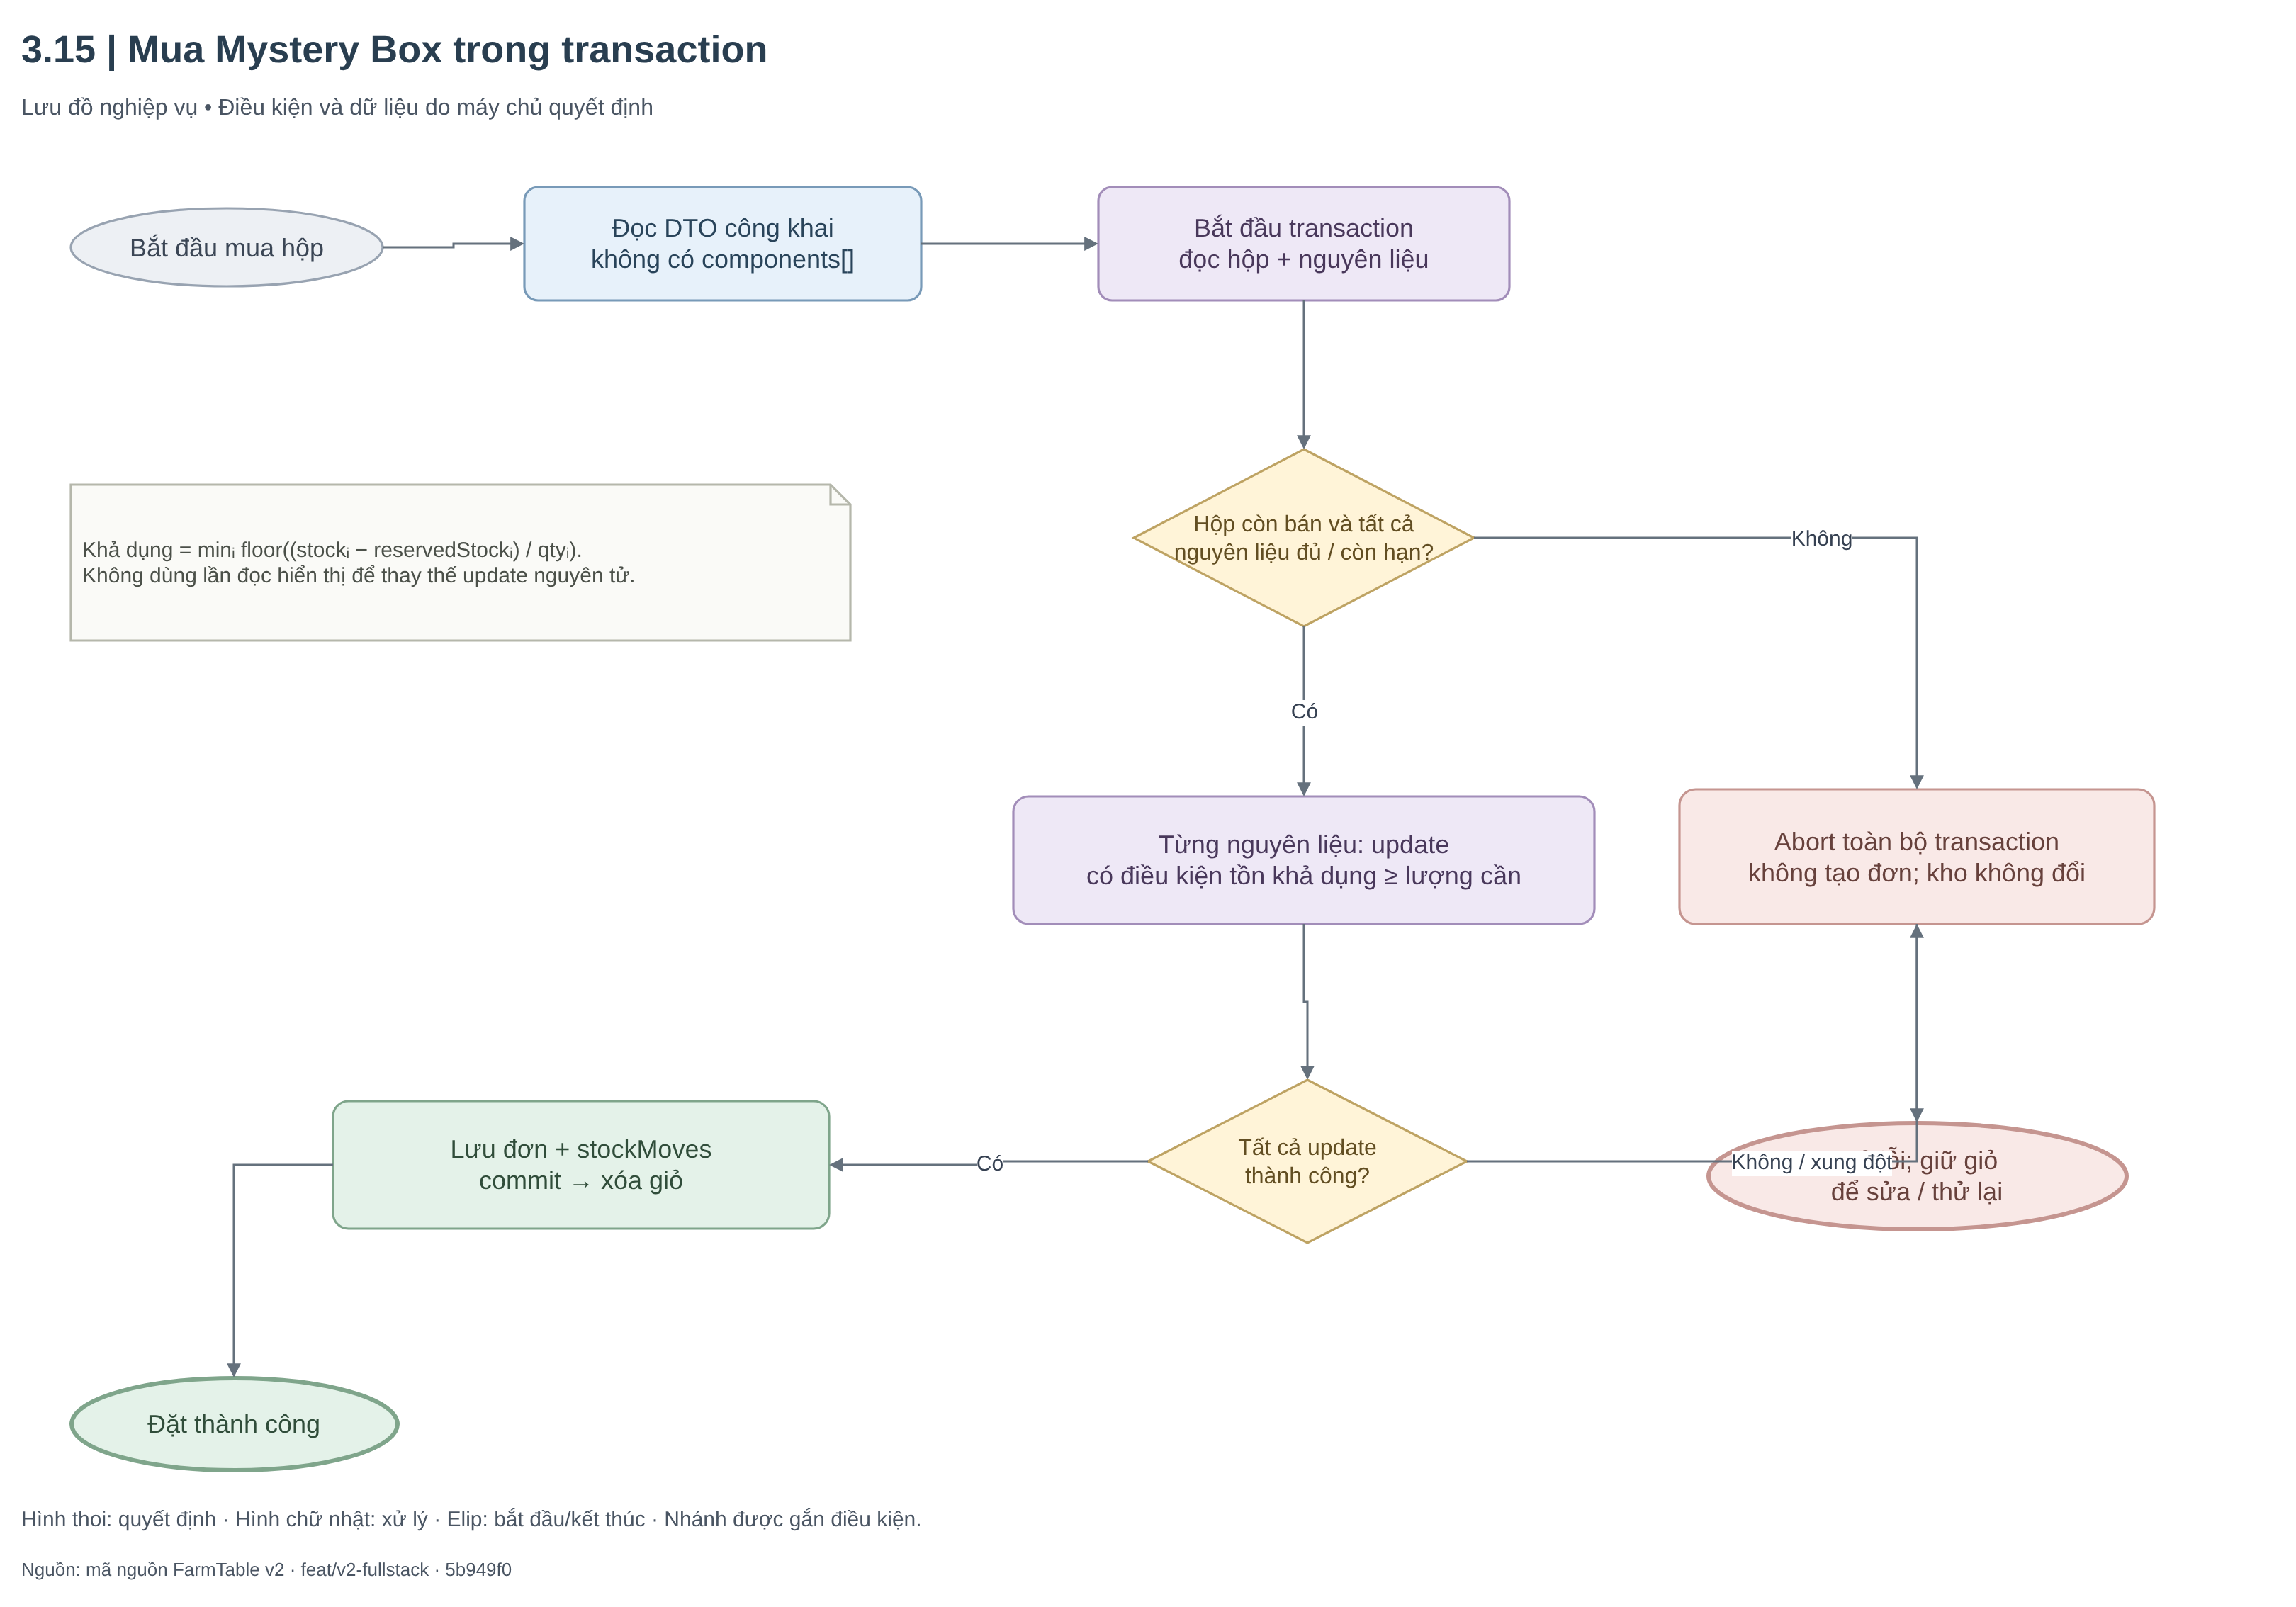 3.15 | Mua Mystery Box trong transaction
Lưu đồ nghiệp vụ • Điều kiện và dữ liệu do máy chủ quyết định
Bắt đầu mua hộp
Đọc DTO công khai
không có components[]
Bắt đầu transaction
đọc hộp + nguyên liệu
Hộp còn bán và tất cả
nguyên liệu đủ / còn hạn?
Không
Khả dụng = minᵢ floor((stockᵢ − reservedStockᵢ) / qtyᵢ).
Không dùng lần đọc hiển thị để thay thế update nguyên tử.
Có
Từng nguyên liệu: update
có điều kiện tồn khả dụng ≥ lượng cần
Abort toàn bộ transaction
không tạo đơn; kho không đổi
Lưu đơn + stockMoves
commit → xóa giỏ
Có
Tất cả update
thành công?
Không / xung đột
giữ giỏ
để sửa / thử lại
Đặt thành công
Hình thoi: quyết định · Hình chữ nhật: xử lý · Elip: bắt đầu/kết thúc · Nhánh được gắn điều kiện.
Nguồn: mã nguồn FarmTable v2 · feat/v2-fullstack · 5b949f0